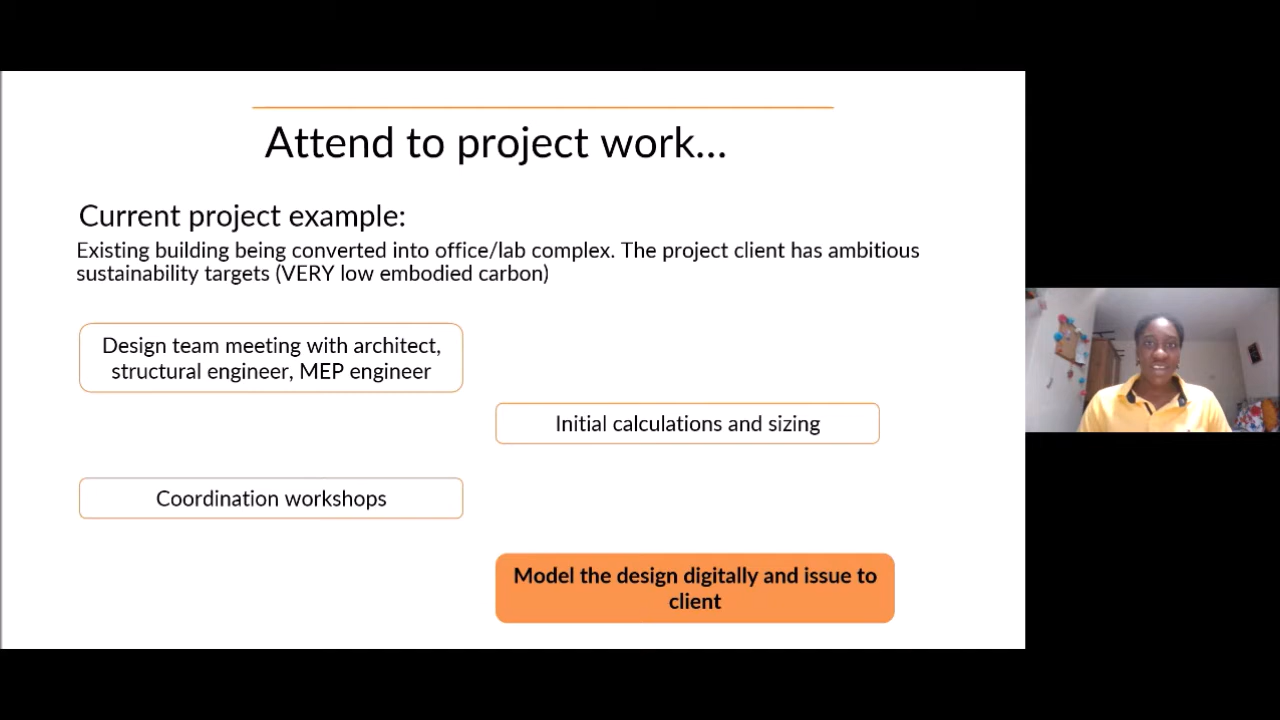 Attend to project work...
Current project example:
Existing building being converted into office/lab complex. The project client has ambitious
sustainability targets (VERY low embodied carbon)
Design team meeting with architect,
structural engineer, MEP engineer
Initial calculations and sizing
Coordination workshops
Model the design digitally and issue to
client